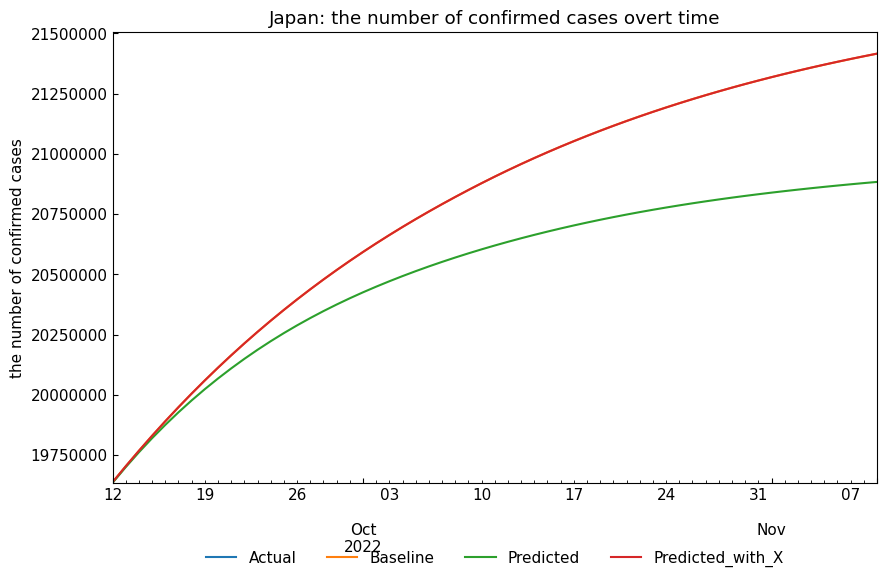 Japan: the number of confirmed cases overt time
the number of confirmed cases
21500000
21250000
21000000
20750000
20500000
20250000
20000000
19750000
12 19 26 03 10 17 24 31 07
Oct Nov
2022
Actual Baseline Predicted Predicted_with_X